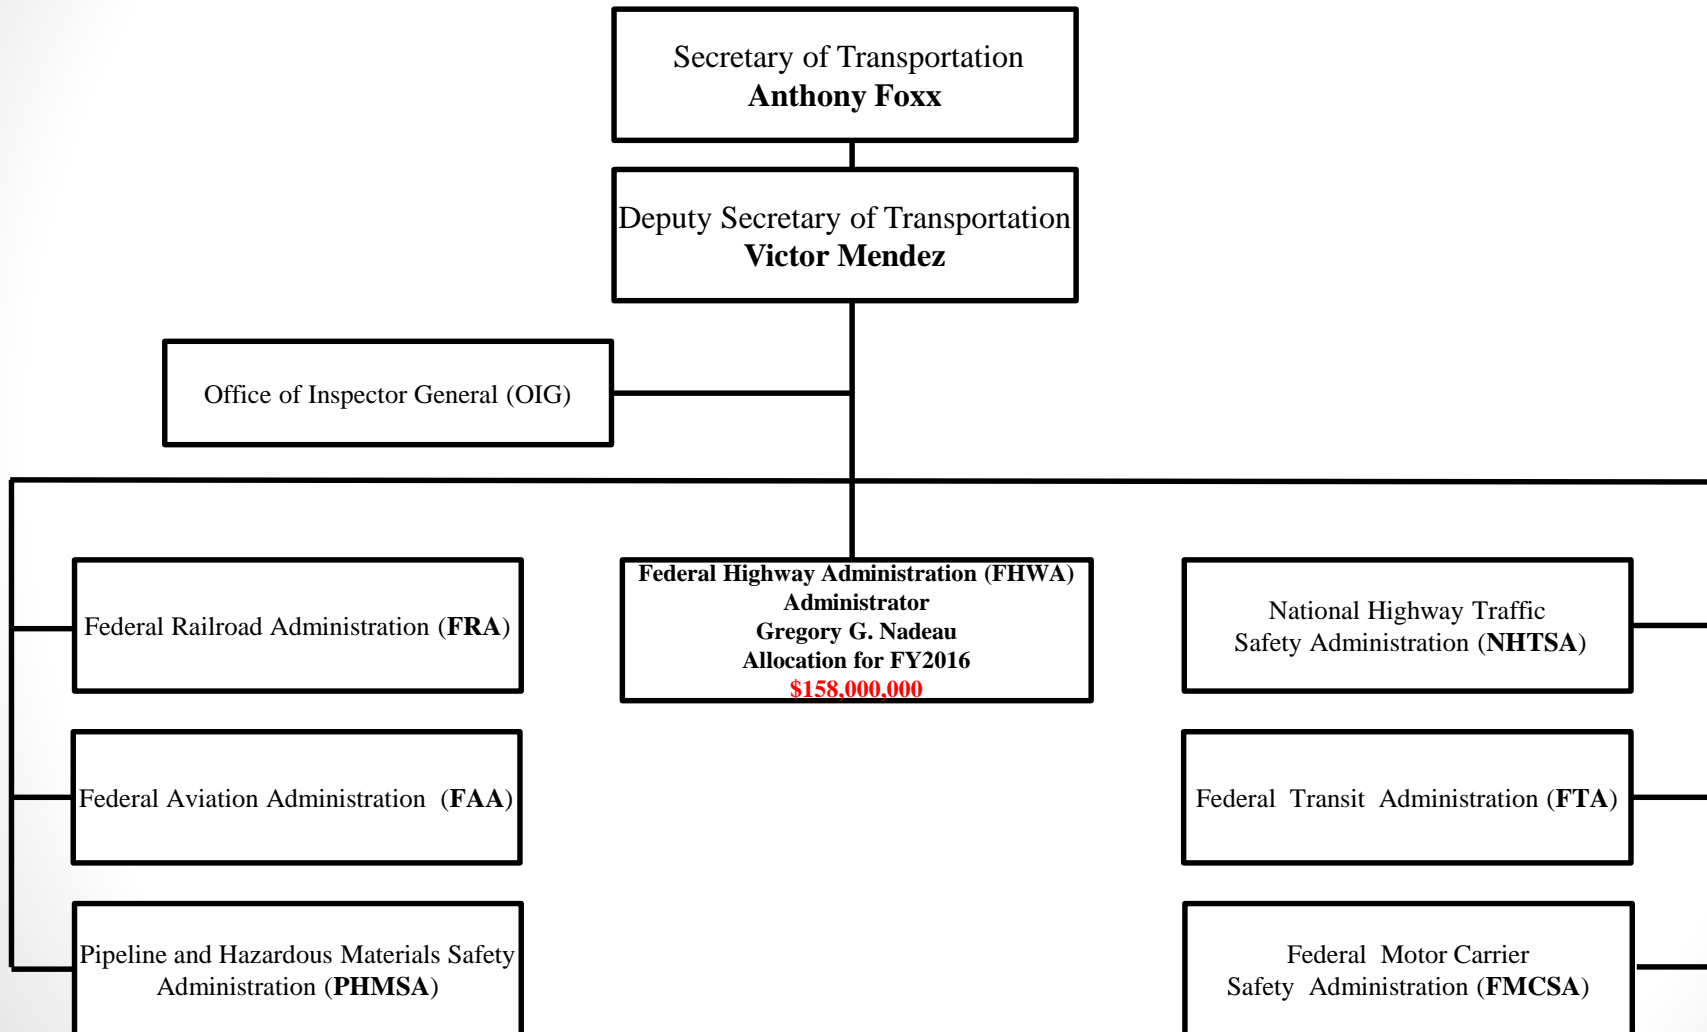 Secretary of Transportation
Anthony Foxx
Deputy Secretary of Transportation
Victor Mendez
Office of Inspector General (OIG)
Federal Railroad Administration (FRA)
Federal Highway Administration (FHWA)
Administrator
Gregory G. Nadeau
Allocation for FY2016
$158,000,000
National Highway Traffic
Safety Administration (NHTSA)
Federal Aviation Administration (FAA)
Federal Transit Administration (FTA)
Pipeline and Hazardous Materials Safety
Administration (PHMSA)
Federal Motor Carrier
Safety Administration (FMCSA)